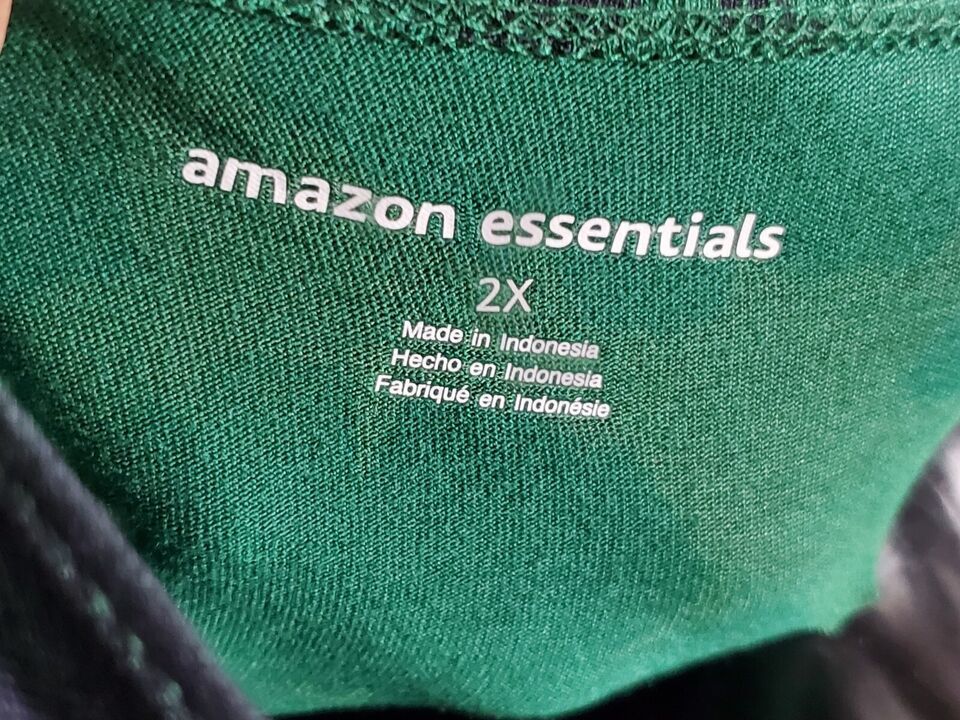 amazon essentials
2X
Made in Indonesia
Hecho en Indonesia
Fabriqué en Indonésie